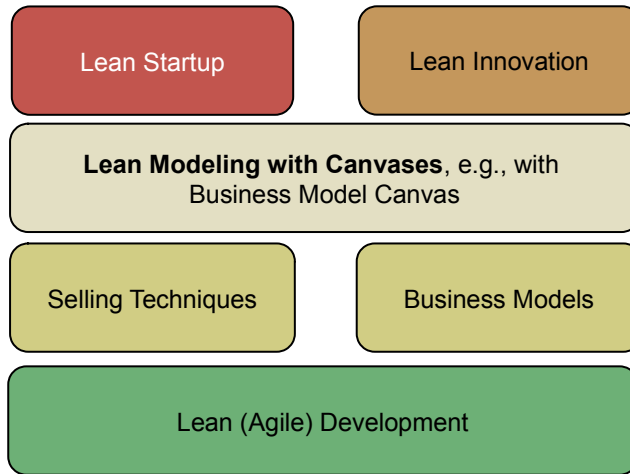 Lean Startup
Lean Innovation
Lean Modeling with Canvases, e.g., with
Business Model Canvas
Selling Techniques
Business Models
Lean (Agile) Development